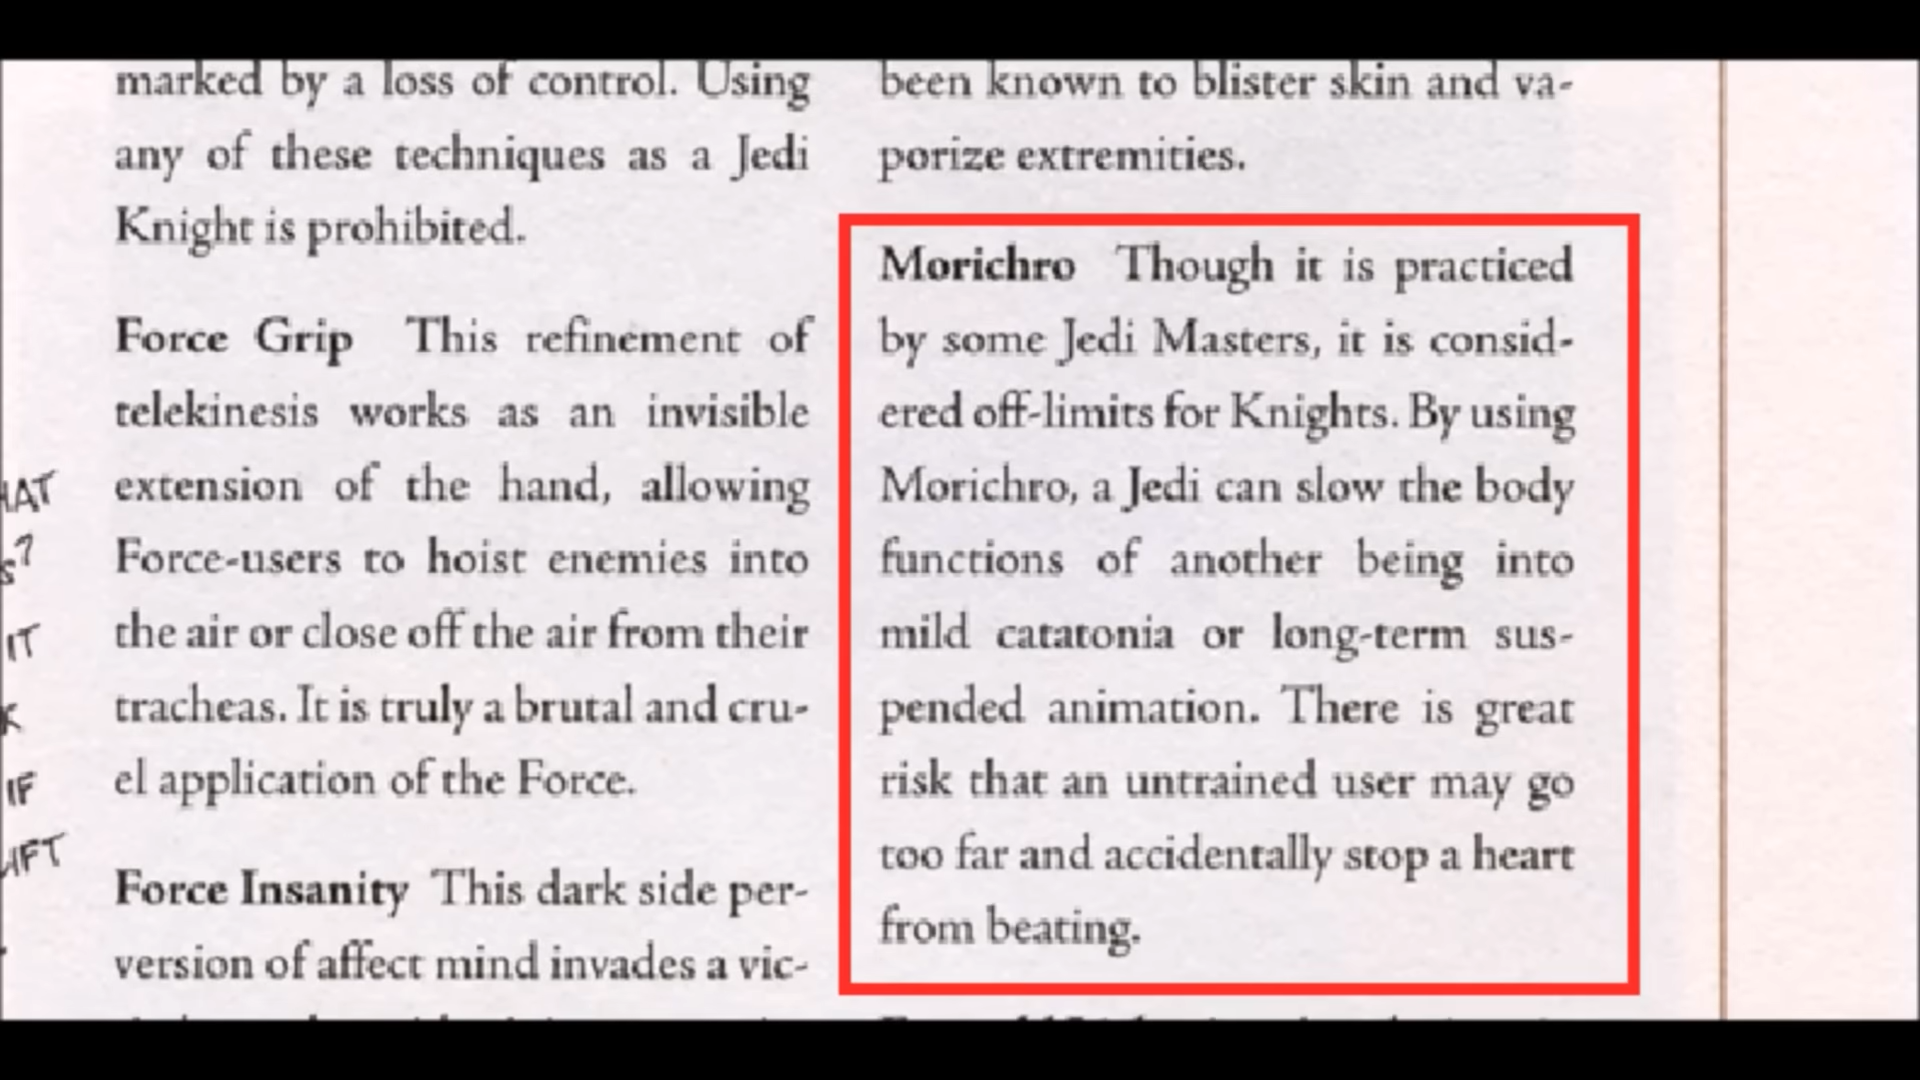 marked by a loss of control. Using
any of these techniques as a Jedi
Knight is prohibited.
Force Grip This refinement of
telekinesis works as an invisible
extension of the hand, allowing
Force-users to hoist enemies into
the air or close off the air from their
tracheas. It is truly a brutal and cru-
el application of the Force.
Force Insanity This dark side per-
version of affect mind invades a vic-
been known to blister skin and va-
porize extremities.
Morichro Though it is practiced
by some Jedi Masters, it is consid-
ered off-limits for Knights. By using
Morichro, a Jedi can slow the body
functions of another being into
mild catatonia or long-term sus-
pended animation. There is great
risk that an untrained user may go
too far and accidentally stop a heart
from beating.
IT
IF